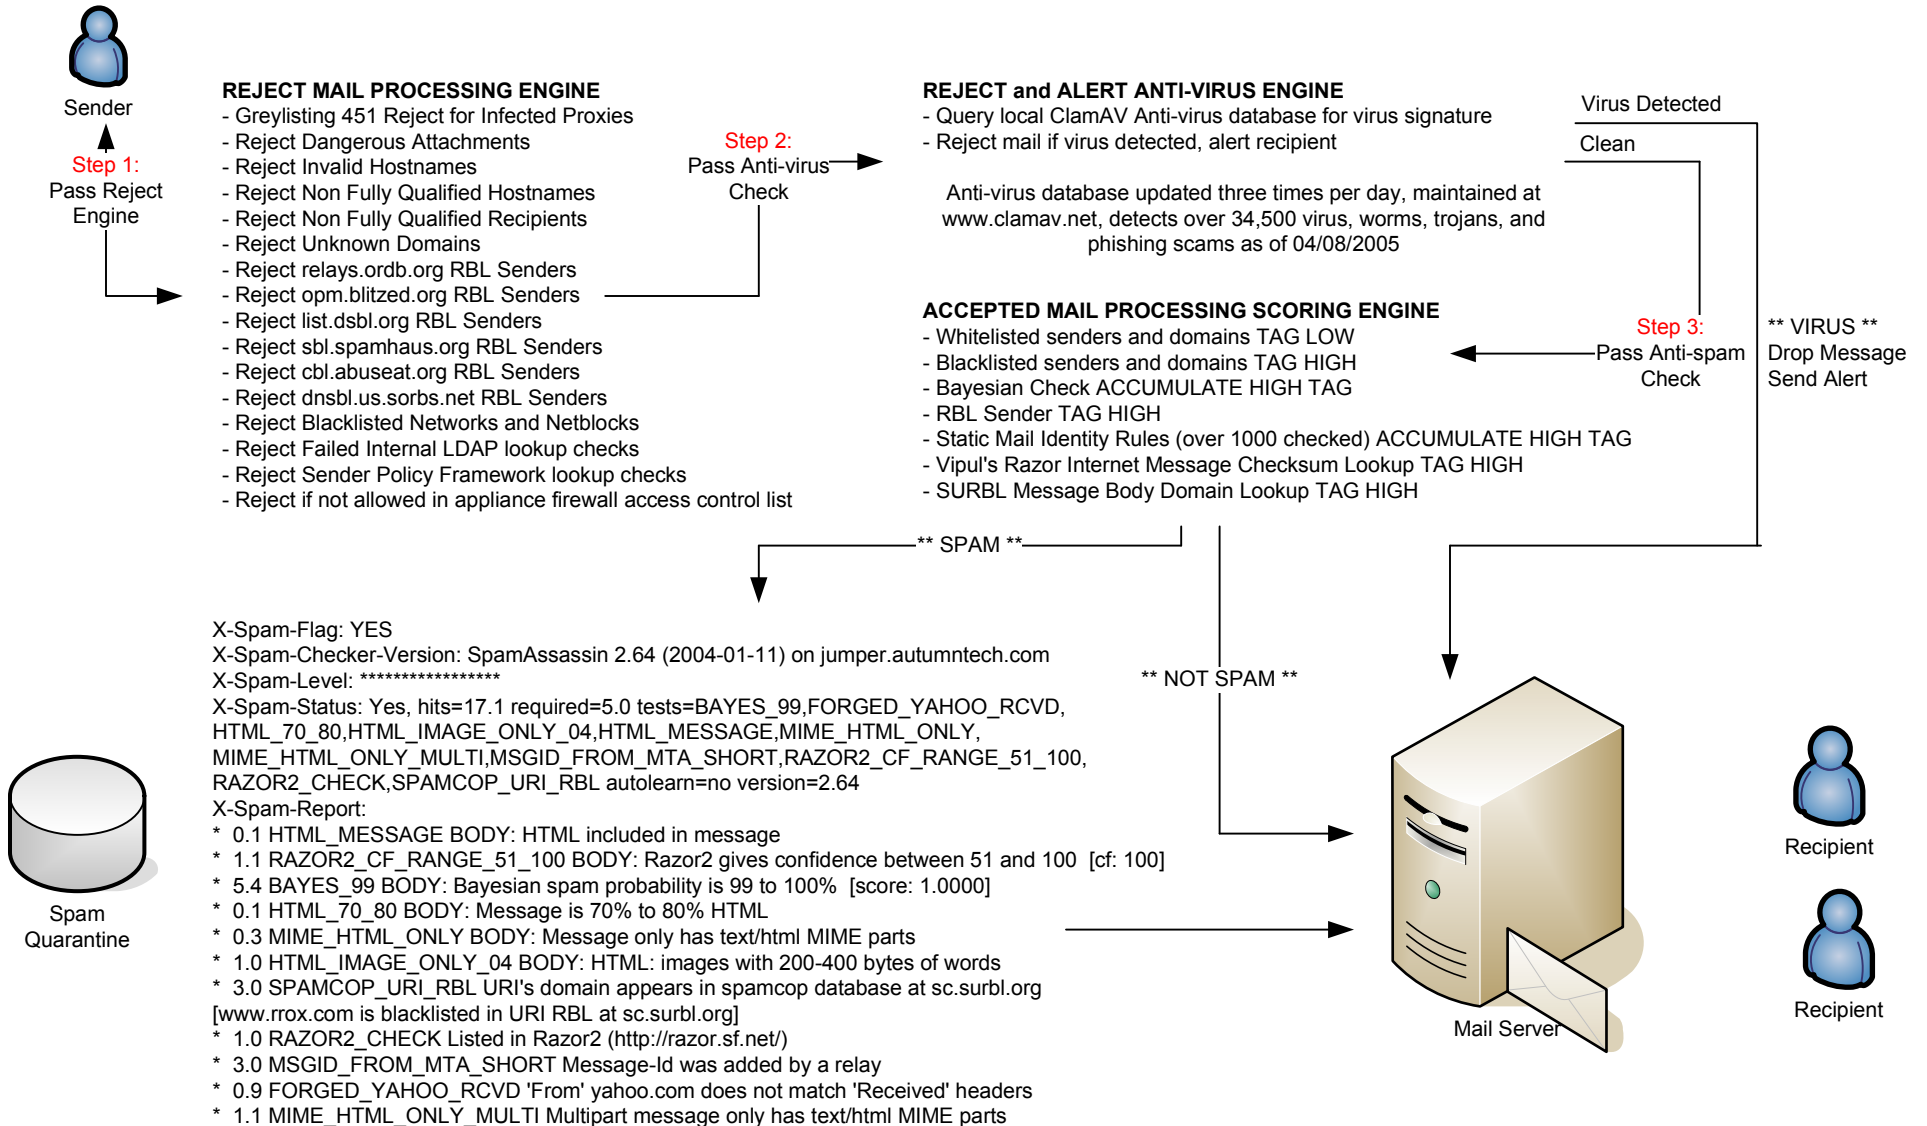 Sender
Step 1:
Pass Reject
Engine
REJECT MAIL PROCESSING ENGINE
- Greylisting 451 Reject for Infected Proxies
- Reject Dangerous Attachments
- Reject Invalid Hostnames
- Reject Non Fully Qualified Hostnames
- Reject Non Fully Qualified Recipients
- Reject Unknown Domains
- Reject relays.ordb.org RBL Senders
- Reject opm.blitzed.org RBL Senders
- Reject list.dsbl.org RBL Senders
- Reject sbl.spamhaus.org RBL Senders
- Reject cbl.abuseat.org RBL Senders
- Reject dnsbl.us.sorbs.net RBL Senders
- Reject Blacklisted Networks and Netblocks
- Reject Failed Internal LDAP lookup checks
- Reject Sender Policy Framework lookup checks
- Reject if not allowed in appliance firewall access control list
Step 2:
Pass Anti-virus
Check
REJECT and ALERT ANTI-VIRUS ENGINE
- Query local ClamAV Anti-virus database for virus signature
- Reject mail if virus detected, alert recipient
Anti-virus database updated three times per day, maintained at
www.clamav.net, detects over 34,500 virus, worms, trojans, and
phishing scams as of 04/08/2005
Virus Detected
Clean
ACCEPTED MAIL PROCESSING SCORING ENGINE
- Whitelisted senders and domains TAG LOW
- Blacklisted senders and domains TAG HIGH
- Bayesian Check ACCUMULATE HIGH TAG
- RBL Sender TAG HIGH
- Static Mail Identity Rules (over 1000 checked) ACCUMULATE HIGH TAG
- Vipul's Razor Internet Message Checksum Lookup TAG HIGH
- SURBL Message Body Domain Lookup TAG HIGH
Step 3:
Pass Anti-spam
Check
** VIRUS **
Drop Message
Send Alert
** SPAM **
** NOT SPAM **
X-Spam-Flag: YES
X-Spam-Checker-Version: SpamAssassin 2.64 (2004-01-11) on jumper.autumntech.com
X-Spam-Level: *****************
X-Spam-Status: Yes, hits=17.1 required=5.0 tests=BAYES_99,FORGED_YAHOO_RCVD,
HTML_70_80,HTML_IMAGE_ONLY_04,HTML_MESSAGE,MIME_HTML_ONLY,
MIME_HTML_ONLY_MULTI,MSGID_FROM_MTA_SHORT,RAZOR2_CF_RANGE_51_100,
RAZOR2_CHECK,SPAMCOP_URI_RBL autolearn=no version=2.64
X-Spam-Report:
* 0.1 HTML_MESSAGE BODY: HTML included in message
* 1.1 RAZOR2_CF_RANGE_51_100 BODY: Razor2 gives confidence between 51 and 100 [cf: 100]
* 5.4 BAYES_99 BODY: Bayesian spam probability is 99 to 100% [score: 1.0000]
* 0.1 HTML_70_80 BODY: Message is 70% to 80% HTML
* 0.3 MIME_HTML_ONLY BODY: Message only has text/html MIME parts
* 1.0 HTML_IMAGE_ONLY_04 BODY: HTML: images with 200-400 bytes of words
* 3.0 SPAMCOP_URI_RBL URI's domain appears in spamcop database at sc.surbl.org
[www.rrox.com is blacklisted in URI RBL at sc.surbl.org]
* 1.0 RAZOR2_CHECK Listed in Razor2 (http://razor.sf.net/)
* 3.0 MSGID_FROM_MTA_SHORT Message-Id was added by a relay
* 0.9 FORGED_YAHOO_RCVD 'From' yahoo.com does not match 'Received' headers
* 1.1 MIME_HTML_ONLY_MULTI Multipart message only has text/html MIME parts
Spam
Quarantine
Mail Server
Recipient
Recipient